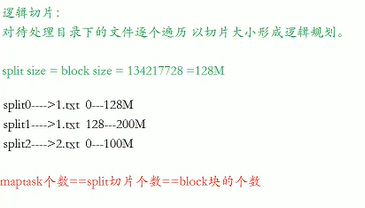 逻辑切片：
对待处理目录下的文件逐个遍历 以切片大小形成逻辑规划。
split size = block size = 134217728 =128M
split0---->1.txt 0---128M
split1---->1.txt 128---200M
split2---->2.txt 0---100M
maptask个数==split切片个数==block块的个数